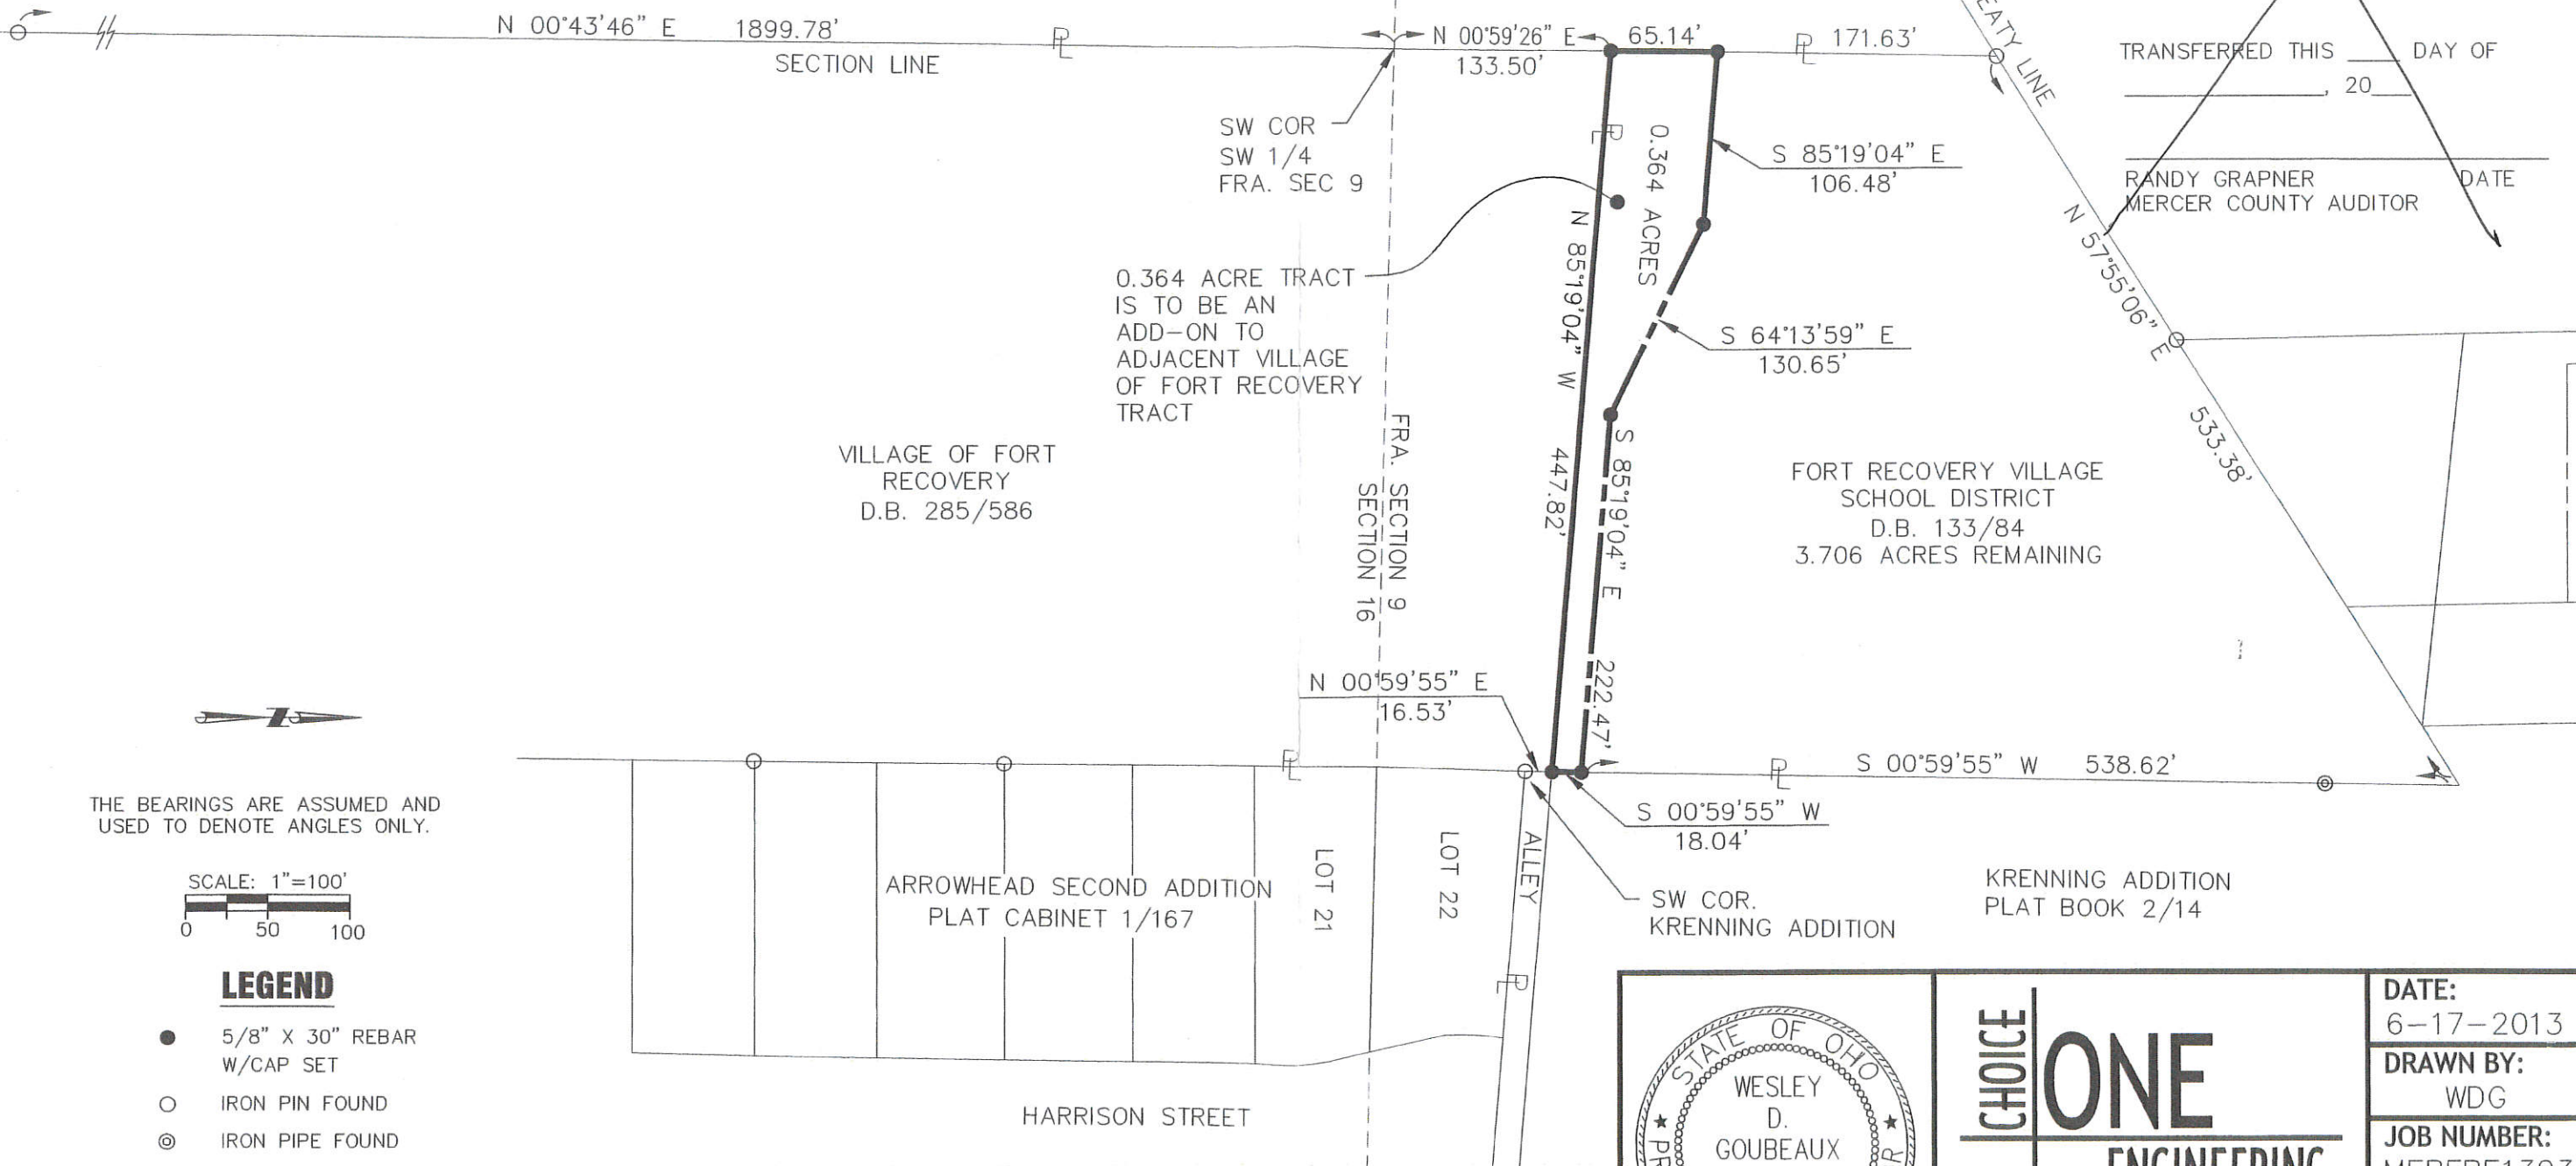 N 00°43'46" E 1899.78'
SECTION LINE
N 00°59'26" E
133.50'
65.14'
171.63'
EATY LINE
TRANSFERRED THIS ____ DAY OF
________________, 20___
RANDY GRAPNER DATE
MERCER COUNTY AUDITOR
SW COR
SW 1/4
FRA. SEC 9
0.364 ACRES
S 85°19'04" E
106.48'
N 57°55'06" E
533.38'
0.364 ACRE TRACT
IS TO BE AN
ADD-ON TO
ADJACENT VILLAGE
OF FORT RECOVERY
TRACT
N 85°19'04" W
447.82'
S 64°13'59" E
130.65'
S 85°19'04" E
222.47'
VILLAGE OF FORT
RECOVERY
D.B. 285/586
FRA. SECTION 9
SECTION 16
FORT RECOVERY VILLAGE
SCHOOL DISTRICT
D.B. 133/84
3.706 ACRES REMAINING
N 00°59'55" E
16.53'
S 00°59'55" W 538.62'
S 00°59'55" W
18.04'
THE BEARINGS ARE ASSUMED AND
USED TO DENOTE ANGLES ONLY.
SCALE: 1"=100'
0 50 100
ARROWHEAD SECOND ADDITION
PLAT CABINET 1/167
LOT 21
LOT 22
ALLEY
SW COR.
KRENNING ADDITION
KRENNING ADDITION
PLAT BOOK 2/14
LEGEND
5/8" X 30" REBAR
W/CAP SET
IRON PIN FOUND
IRON PIPE FOUND
HARRISON STREET
STATE OF OHIO
WESLEY
D.
GOUBEAUX
CHOICE
ONE
ENGINEERING
DATE:
6-17-2013
DRAWN BY:
WDG
JOB NUMBER: